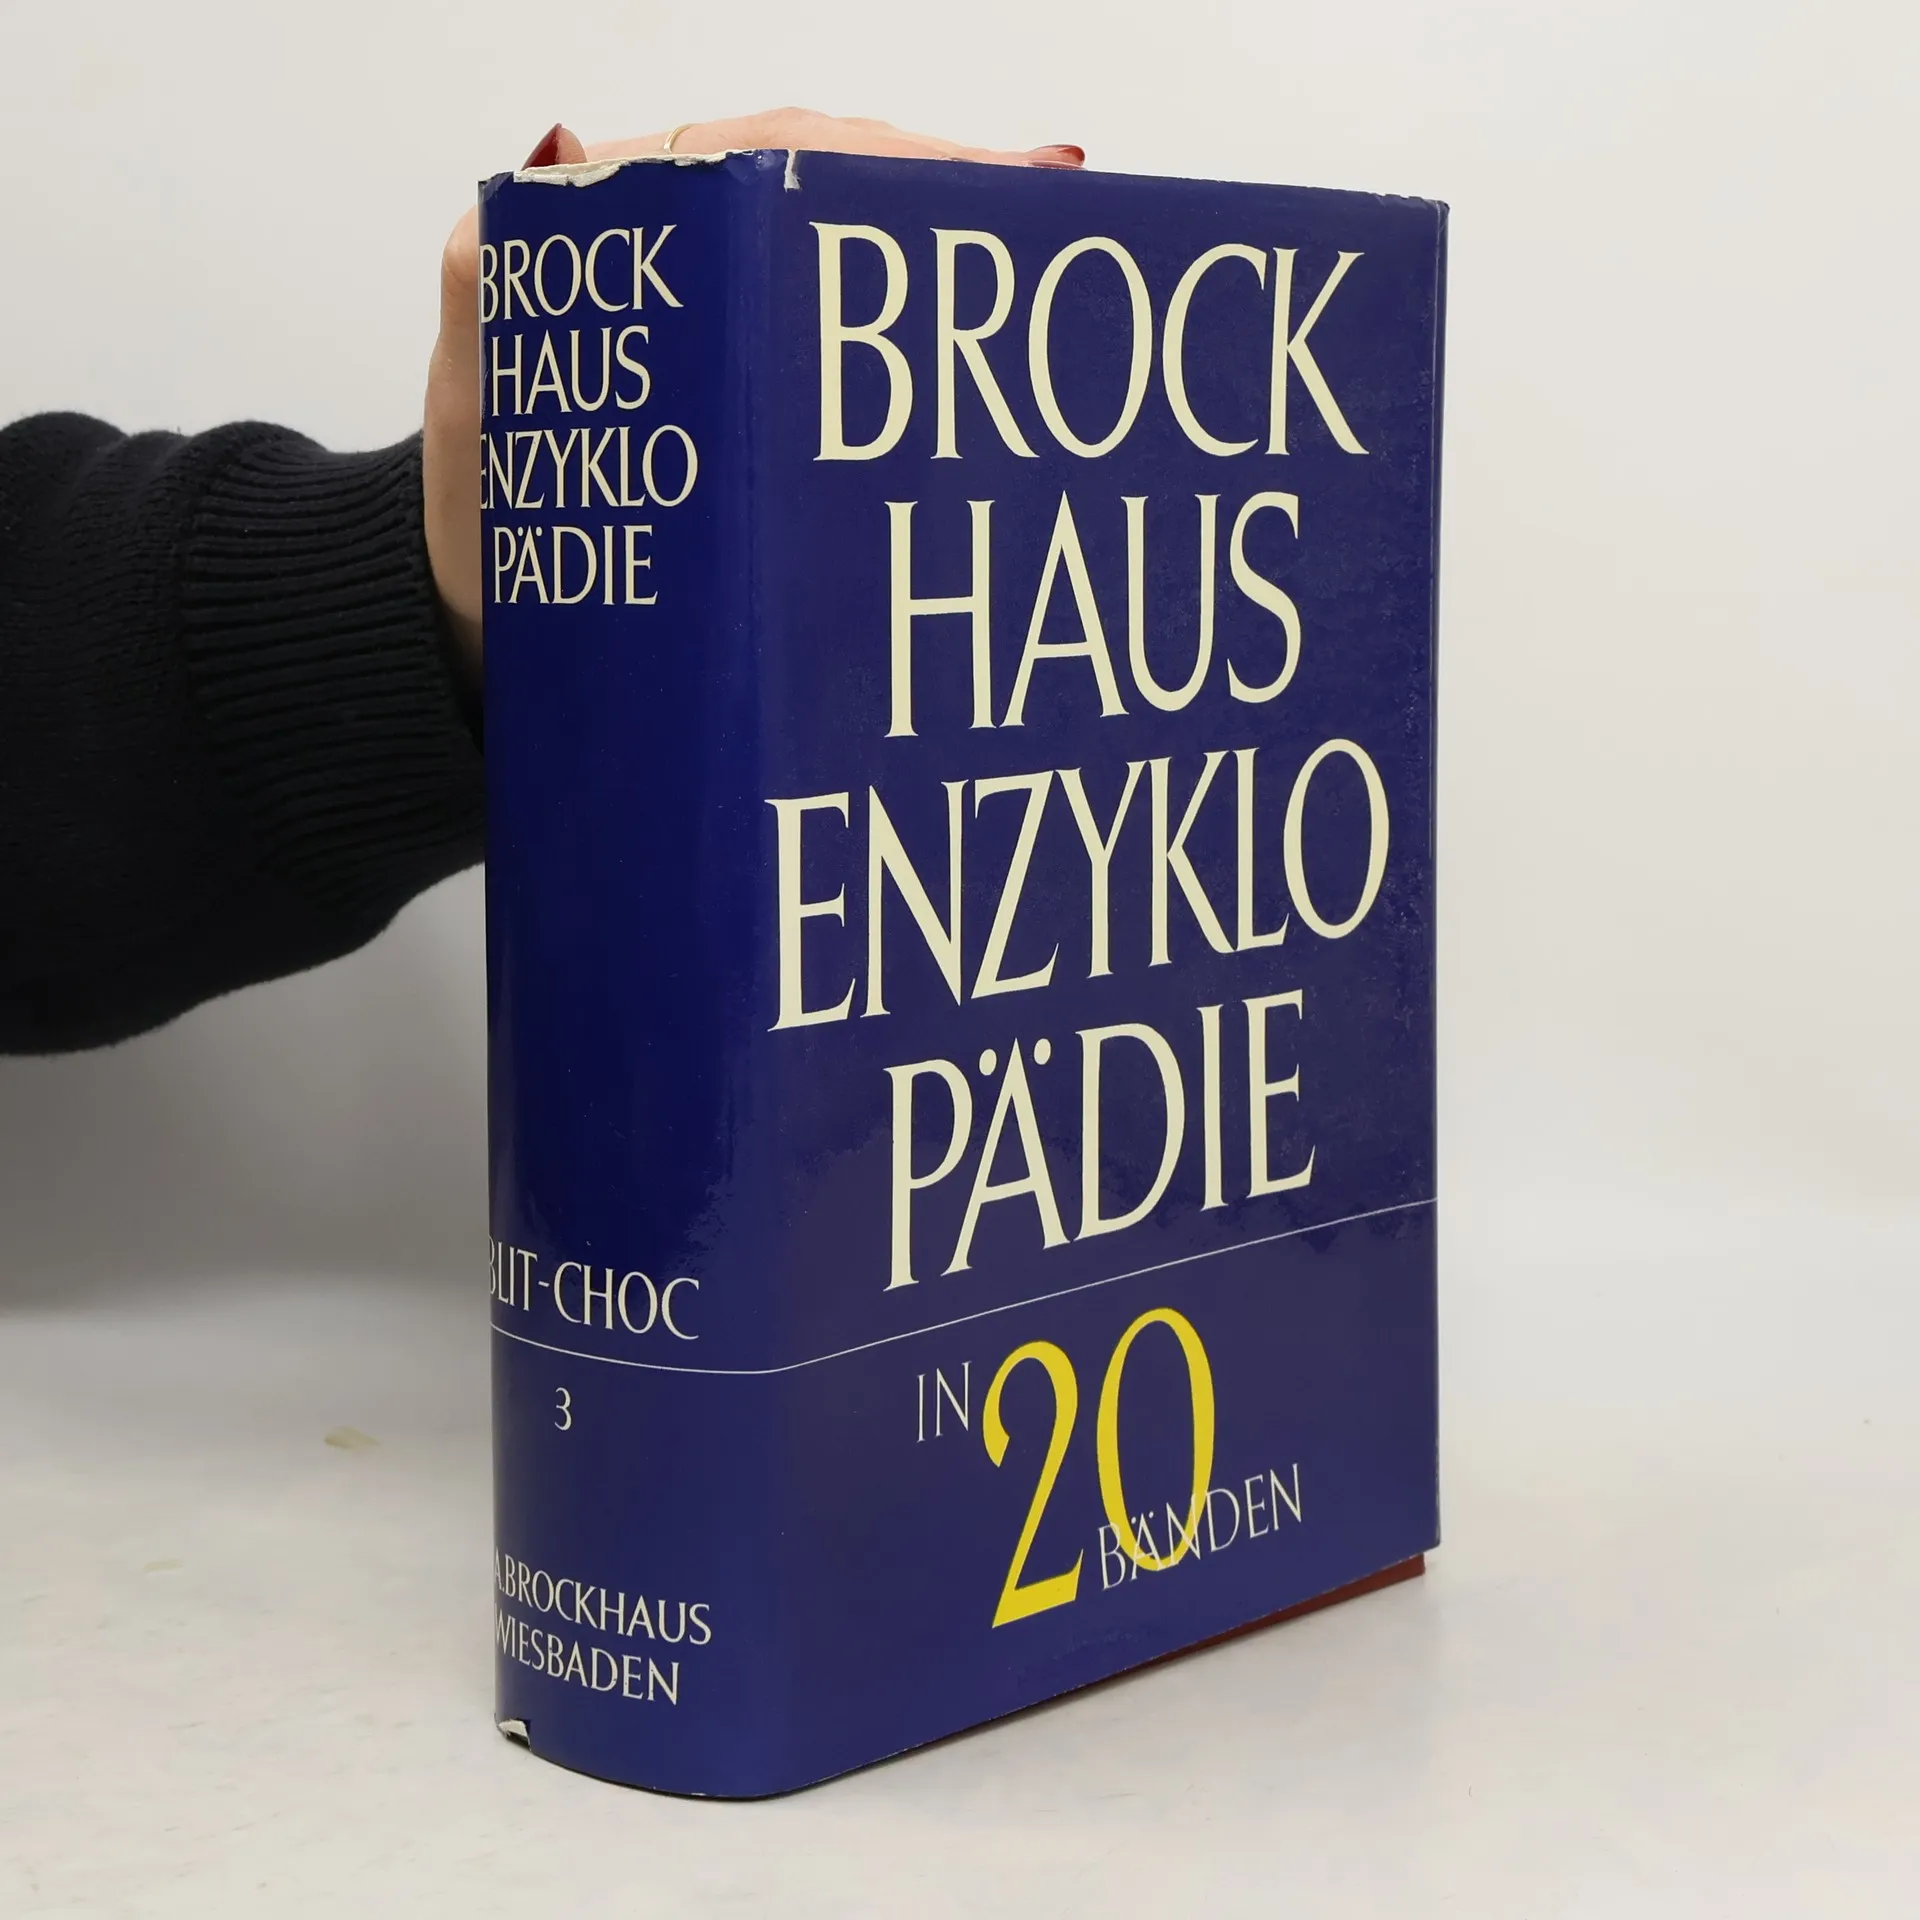 BROCK
HAUS
ENZYKLO
PÄDIE
BLIT-CHOC
3
A. BROCKHAUS
WIESBADEN
BROCK
HAUS
ENZYKLO
PÄDIE
IN 20
BÄNDEN